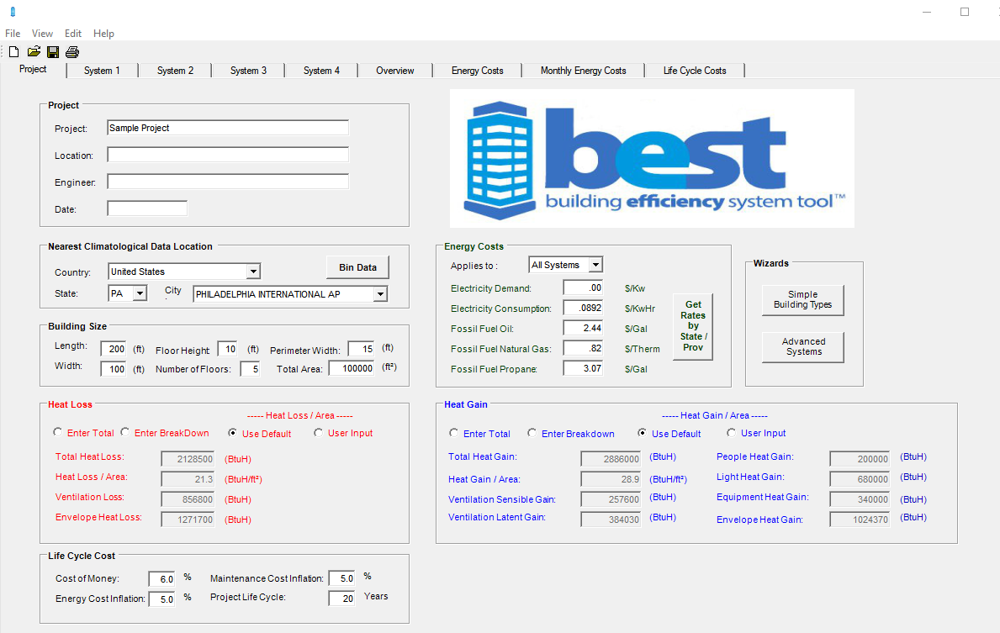 File View Edit Help
Project System 1 System 2 System 3 System 4 Overview Energy Costs Monthly Energy Costs Life Cycle Costs
Project
Project: Sample Project
Location:
Engineer:
Date:
best
building efficiency system tool™
Nearest Climatological Data Location
Country: United States Bin Data
State: PA City : PHILADELPHIA INTERNATIONAL AP
Building Size
Length: 200 (ft) Floor Height: 10 (ft) Perimeter Width: 15 (ft)
Width: 100 (ft) Number of Floors: 5 Total Area: 100000 (ft²)
Energy Costs
Applies to : All Systems
Electricity Demand: .00 $/Kw
Electricity Consumption: .0892 $/KwHr
Fossil Fuel Oil: 2.44 $/Gal
Fossil Fuel Natural Gas: .82 $/Therm
Fossil Fuel Propane: 3.07 $/Gal
Get
Rates
by
State /
Prov
Wizards
Simple
Building Types
Advanced
Systems
Heat Loss
----- Heat Loss / Area -----
Enter Total Enter BreakDown Use Default User Input
Total Heat Loss: 2128500 (BtuH)
Heat Loss / Area: 21.3 (BtuH/ft²)
Ventilation Loss: 856800 (BtuH)
Envelope Heat Loss: 1271700 (BtuH)
Heat Gain
----- Heat Gain / Area -----
Enter Total Enter Breakdown Use Default User Input
Total Heat Gain: 2886000 (BtuH) People Heat Gain: 200000 (BtuH)
Heat Gain / Area: 28.9 (BtuH/ft²) Light Heat Gain: 680000 (BtuH)
Ventilation Sensible Gain: 257600 (BtuH) Equipment Heat Gain: 340000 (BtuH)
Ventilation Latent Gain: 384030 (BtuH) Envelope Heat Gain: 1024370 (BtuH)
Life Cycle Cost
Cost of Money: 6.0 % Maintenance Cost Inflation: 5.0 %
Energy Cost Inflation: 5.0 % Project Life Cycle: 20 Years